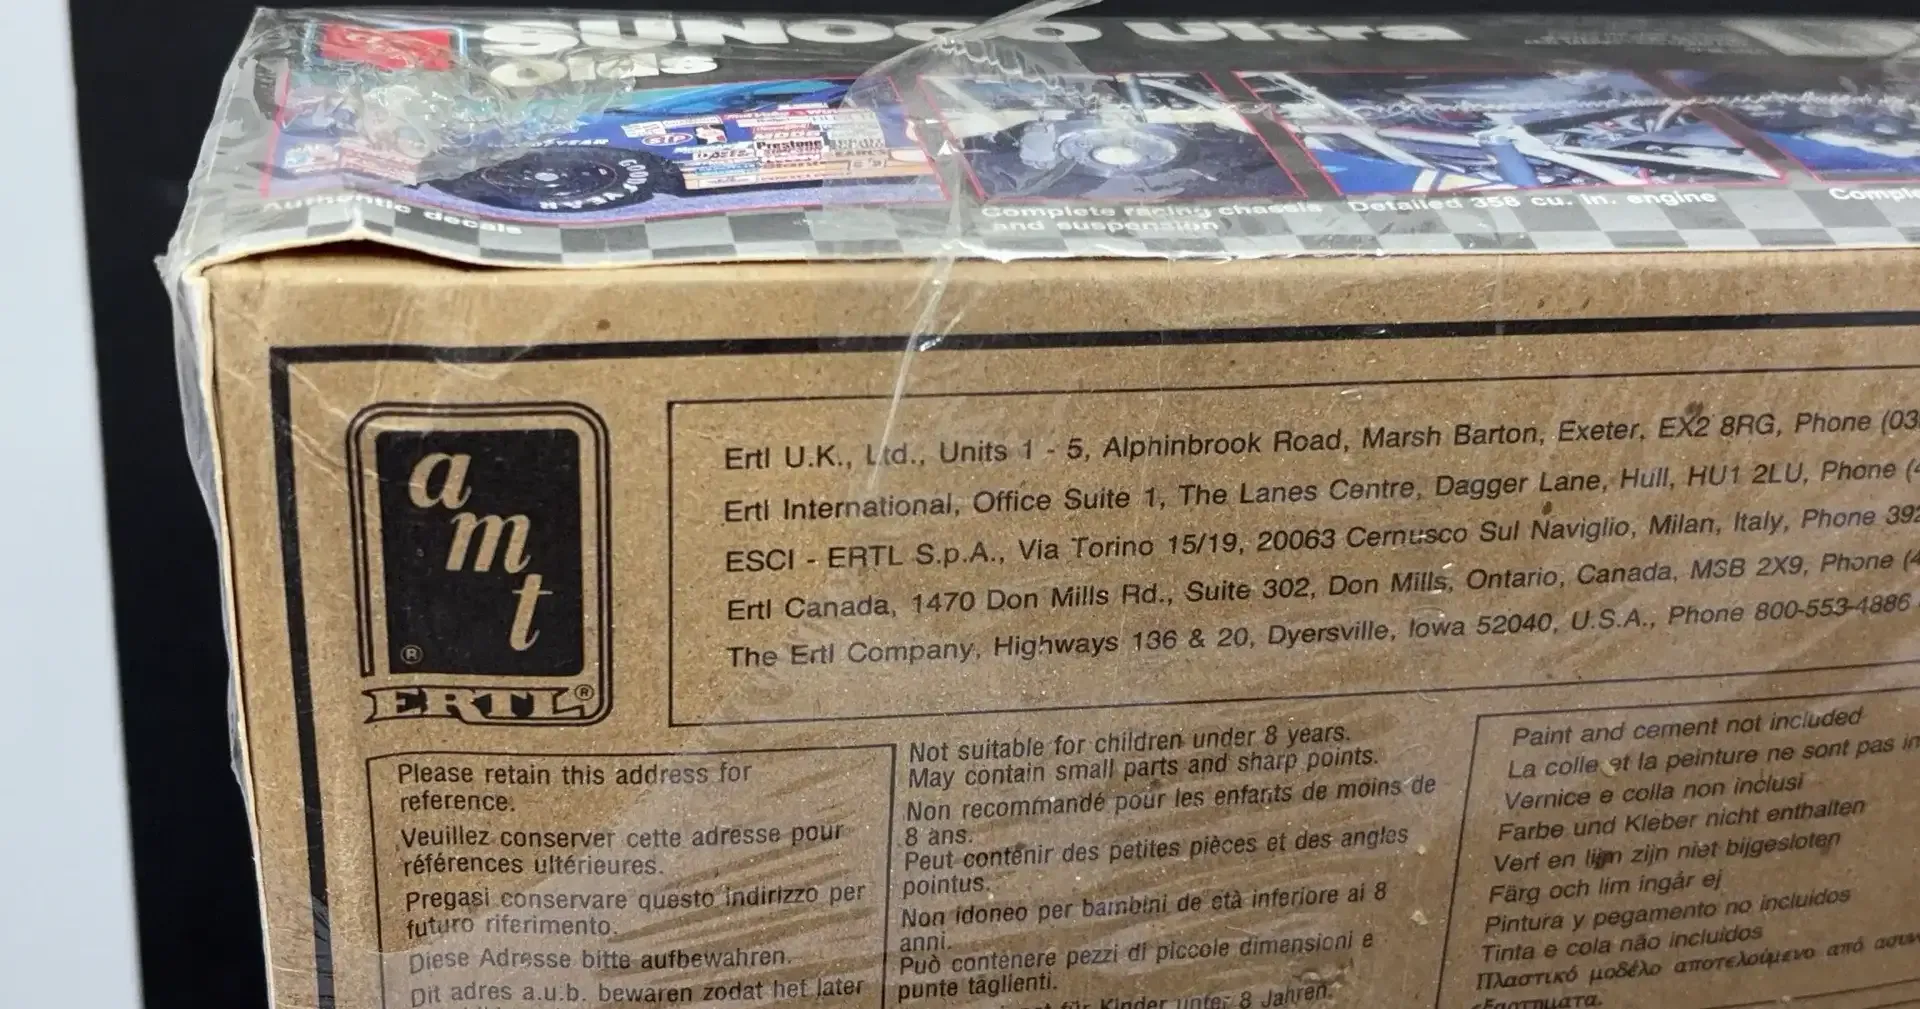 SUNOCO Ultra
Olds
GOODYEAR
STP
Prestone
Authentic decals
Complete racing chassis
and suspension
Detailed 358 cu. in. engine
a
m
t
®
ERTL®
Ertl U.K., Ltd., Units 1 - 5, Alphinbrook Road, Marsh Barton, Exeter, EX2 8RG, Phone (03
Ertl International, Office Suite 1, The Lanes Centre, Dagger Lane, Hull, HU1 2LU, Phone (4
ESCI - ERTL S.p.A., Via Torino 15/19, 20063 Cernusco Sul Naviglio, Milan, Italy, Phone 392
Ertl Canada, 1470 Don Mills Rd., Suite 302, Don Mills, Ontario, Canada, M3B 2X9, Phone (4
The Ertl Company, Highways 136 & 20, Dyersville, Iowa 52040, U.S.A., Phone 800-553-4886
Please retain this address for
reference.
Veuillez conserver cette adresse pour
références ultérieures.
Pregasi conservare questo indirizzo per
futuro riferimento.
Diese Adresse bitte aufbewahren.
Dit adres a.u.b. bewaren zodat het later
Not suitable for children under 8 years.
May contain small parts and sharp points.
Non recommandé pour les enfants de moins de
8 ans.
Peut contenir des petites pièces et des angles
pointus.
Non idoneo per bambini de età inferiore ai 8
anni.
Può contenere pezzi di piccole dimensioni e
punte taglienti.
für Kinder unter 8 Jahren.
Paint and cement not included
La colle et la peinture ne sont pas in
Vernice e colla non inclusi
Farbe und Kleber nicht enthalten
Verf en lijm zijn niet bijgesloten
Färg och lim ingår ej
Pintura y pegamento no incluidos
Tinta e cola não incluidos
Πλαστικό μοδέλο αποτελούμενο από